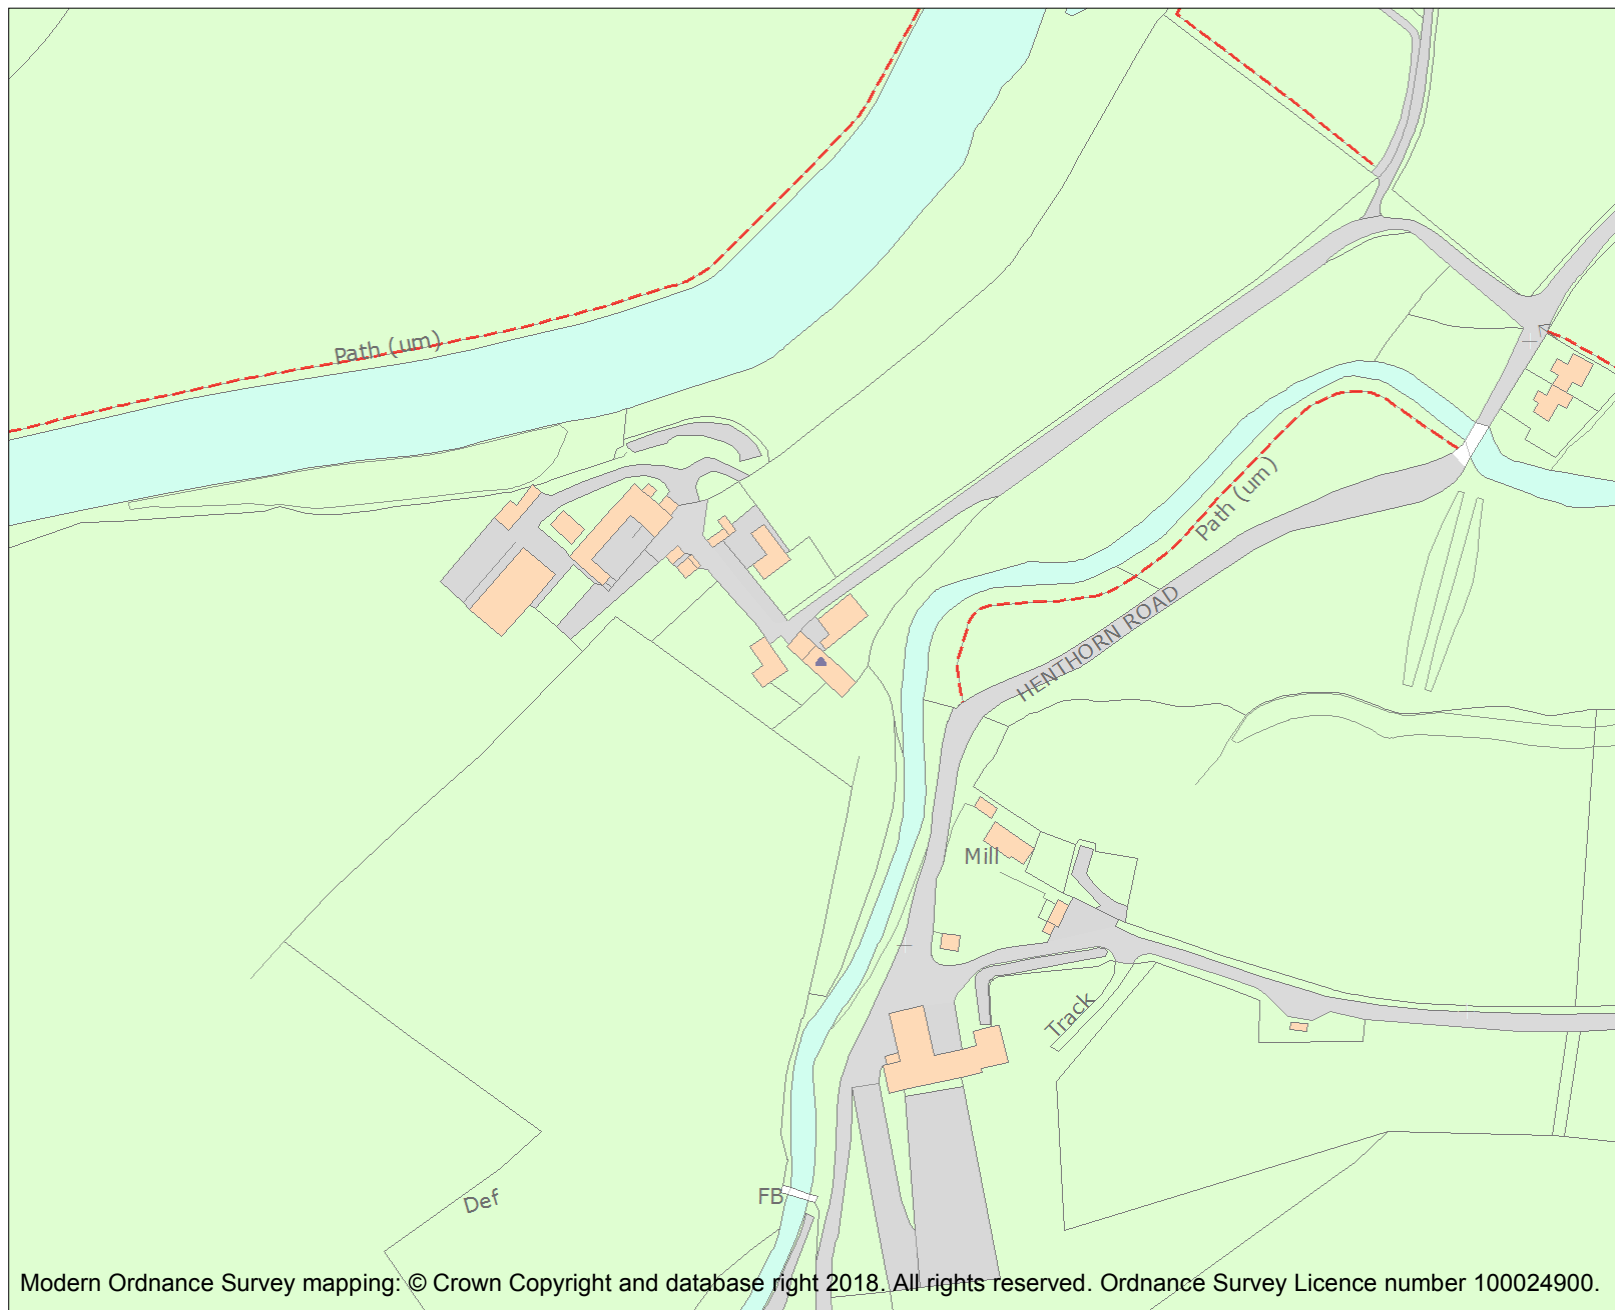 Path (um)
Path (um)
HENTHORN ROAD
Mill
Track
FB
Def
Modern Ordnance Survey mapping: © Crown Copyright and database right 2018. All rights reserved. Ordnance Survey Licence number 100024900.